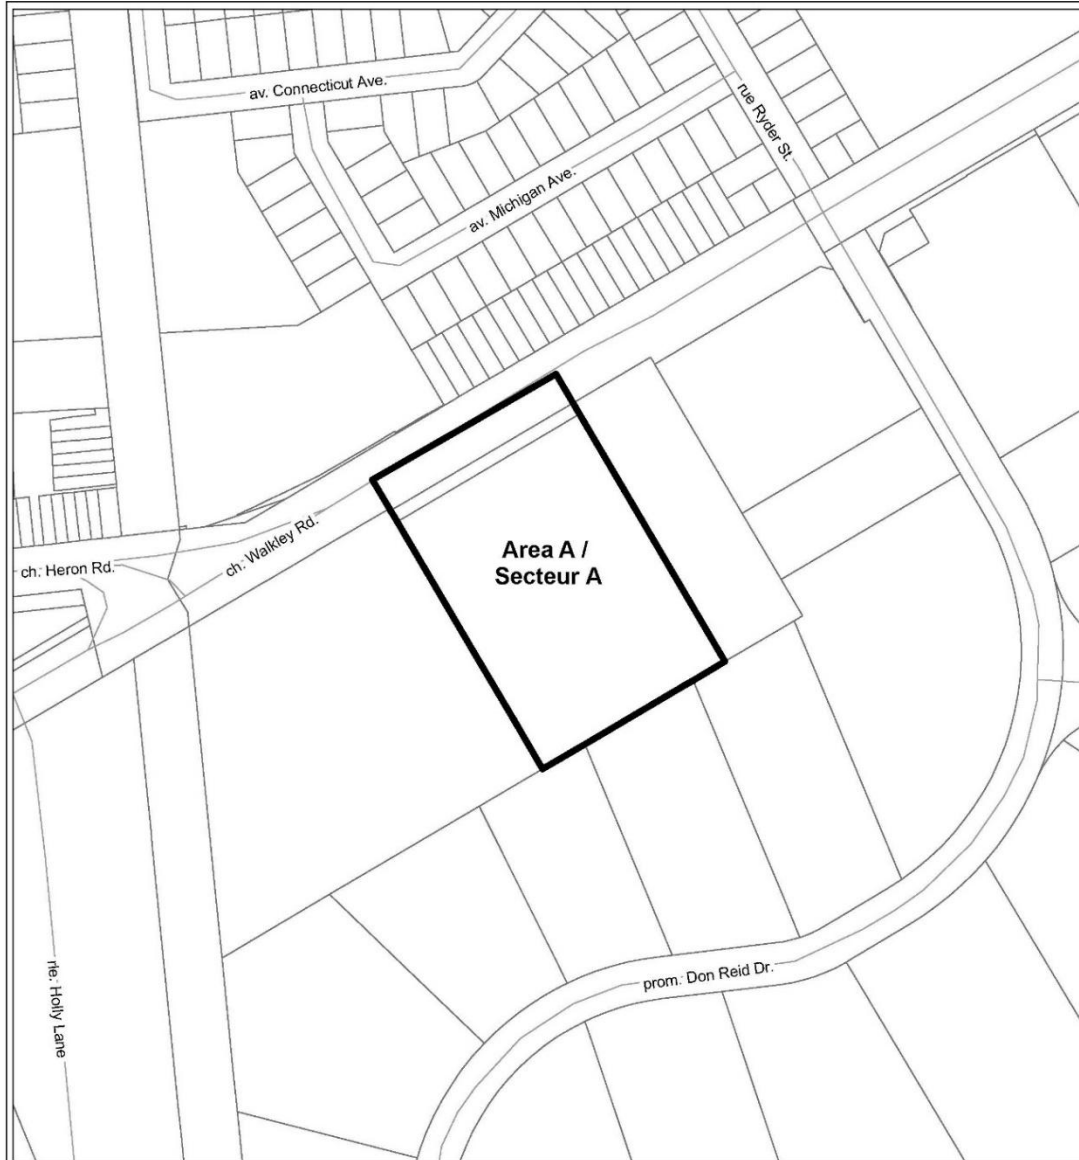 av. Connecticut Ave.
rue Ryder St.
av. Michigan Ave.
ch. Walkley Rd.
ch. Heron Rd.
Area A /
Secteur A
rle. Holly Lane
prom. Don Reid Dr.